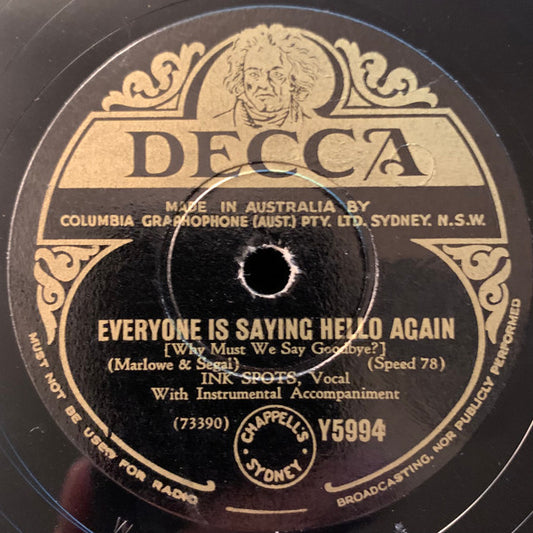 DECCA
MADE IN AUSTRALIA BY
COLUMBIA GRAPHOPHONE (AUST.) PTY. LTD. SYDNEY. N.S.W.
EVERYONE IS SAYING HELLO AGAIN
[Why Must We Say Goodbye?]
(Marlowe & Segal) (Speed 78)
INK SPOTS, Vocal
With Instrumental Accompaniment
(73390) CHAPPELL'S SYDNEY Y5994
MUST NOT BE USED FOR RADIO
BROADCASTING, NOR PUBLICLY PERFORMED